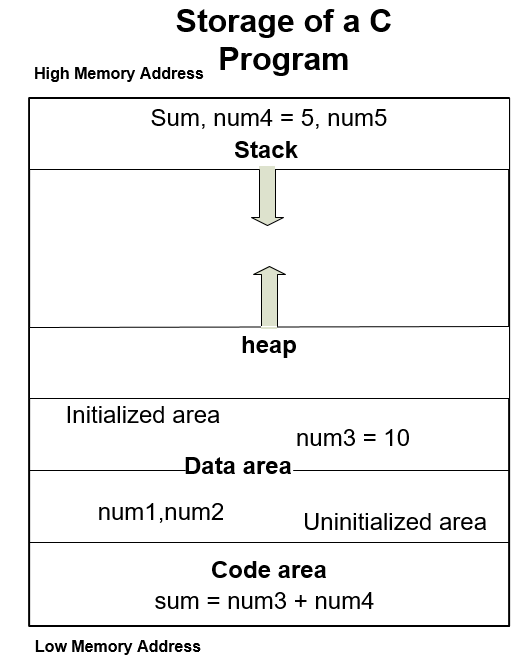 Storage of a C
Program
High Memory Address
Sum, num4 = 5, num5
Stack
heap
Initialized area
num3 = 10
Data area
num1,num2
Uninitialized area
Code area
sum = num3 + num4
Low Memory Address